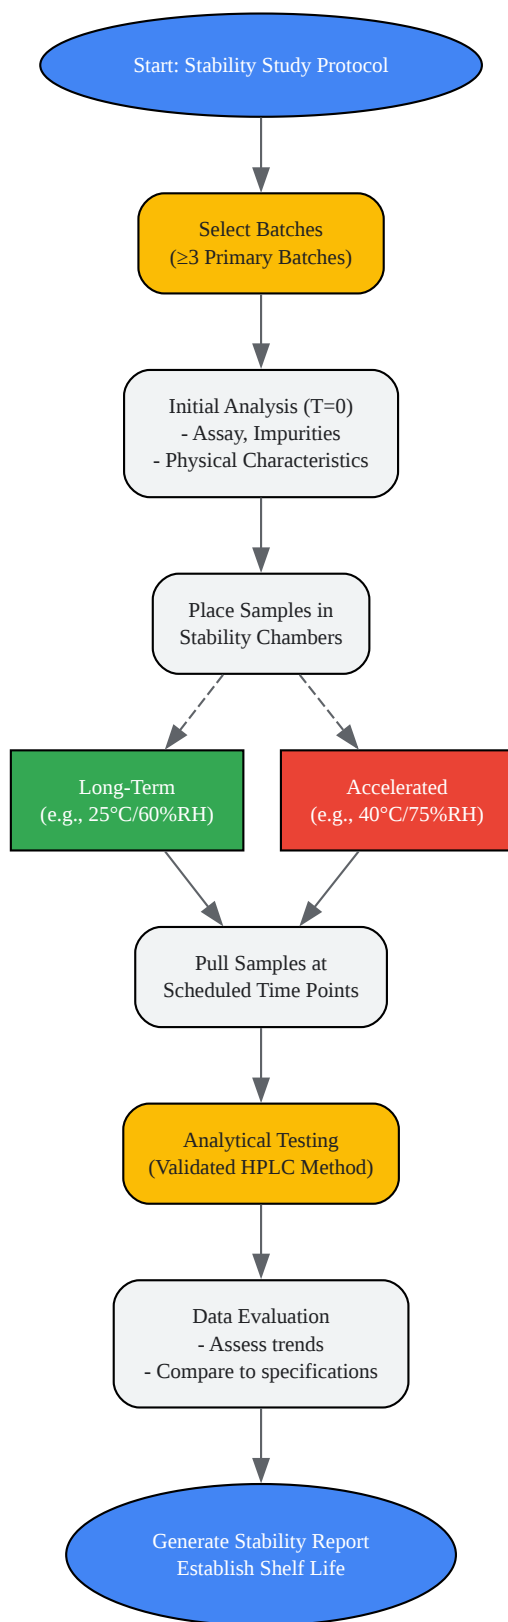 Start: Stability Study Protocol
Select Batches
(≥3 Primary Batches)
Initial Analysis (T=0)
- Assay, Impurities
- Physical Characteristics
Place Samples in
Stability Chambers
Long-Term
(e.g., 25°C/60%RH)
Accelerated
(e.g., 40°C/75%RH)
Pull Samples at
Scheduled Time Points
Analytical Testing
(Validated HPLC Method)
Data Evaluation
- Assess trends
- Compare to specifications
Generate Stability Report
Establish Shelf Life